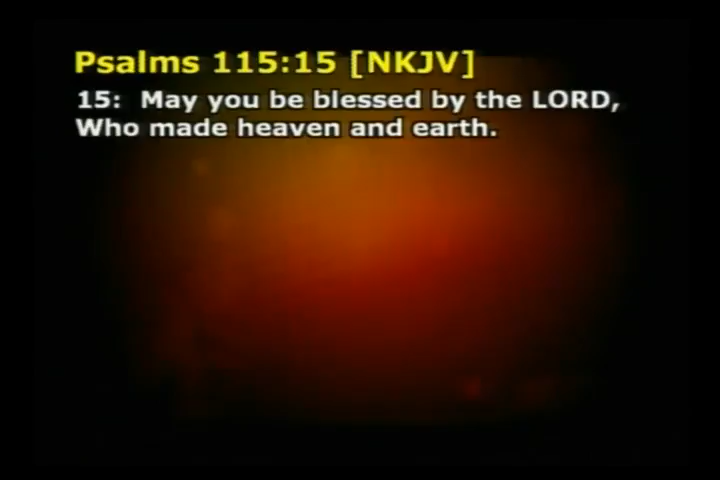 Psalms 115:15 [NKJV]
15:  May you be blessed by the LORD,
Who made heaven and earth.